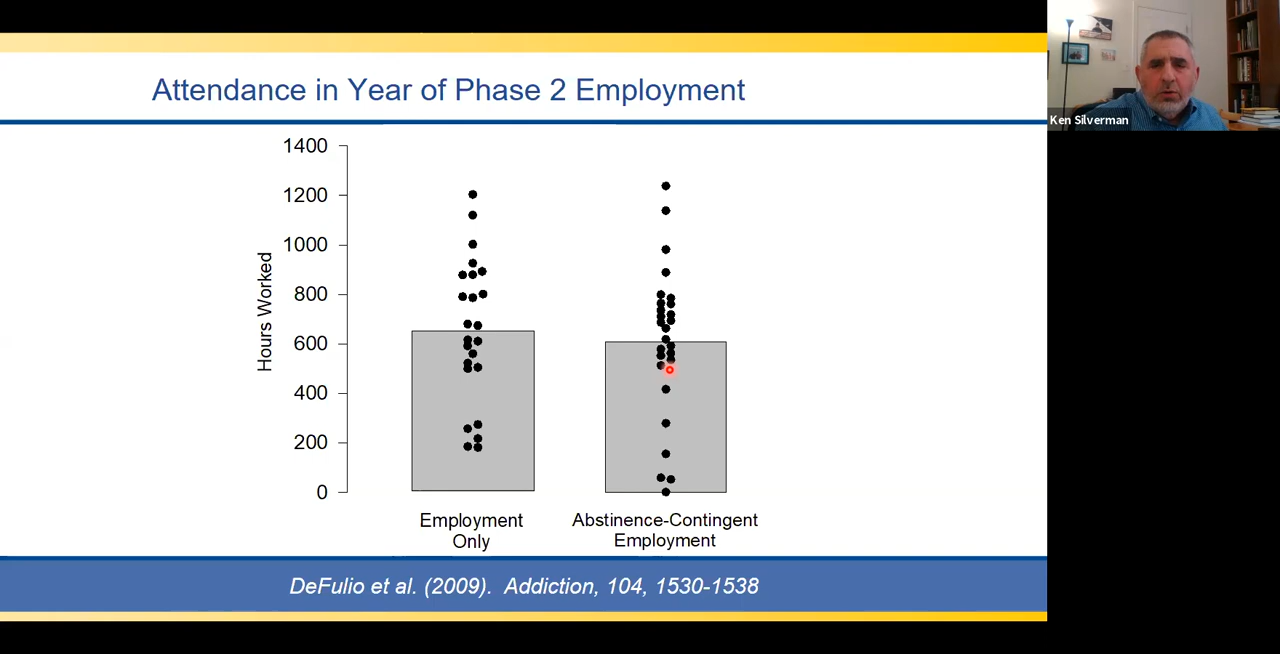 Attendance in Year of Phase 2 Employment
Ken Silverman
1400
1200
1000
800
600
400
200
0
Hours Worked
Employment
Only
Abstinence-Contingent
Employment
DeFulio et al. (2009). Addiction, 104, 1530-1538